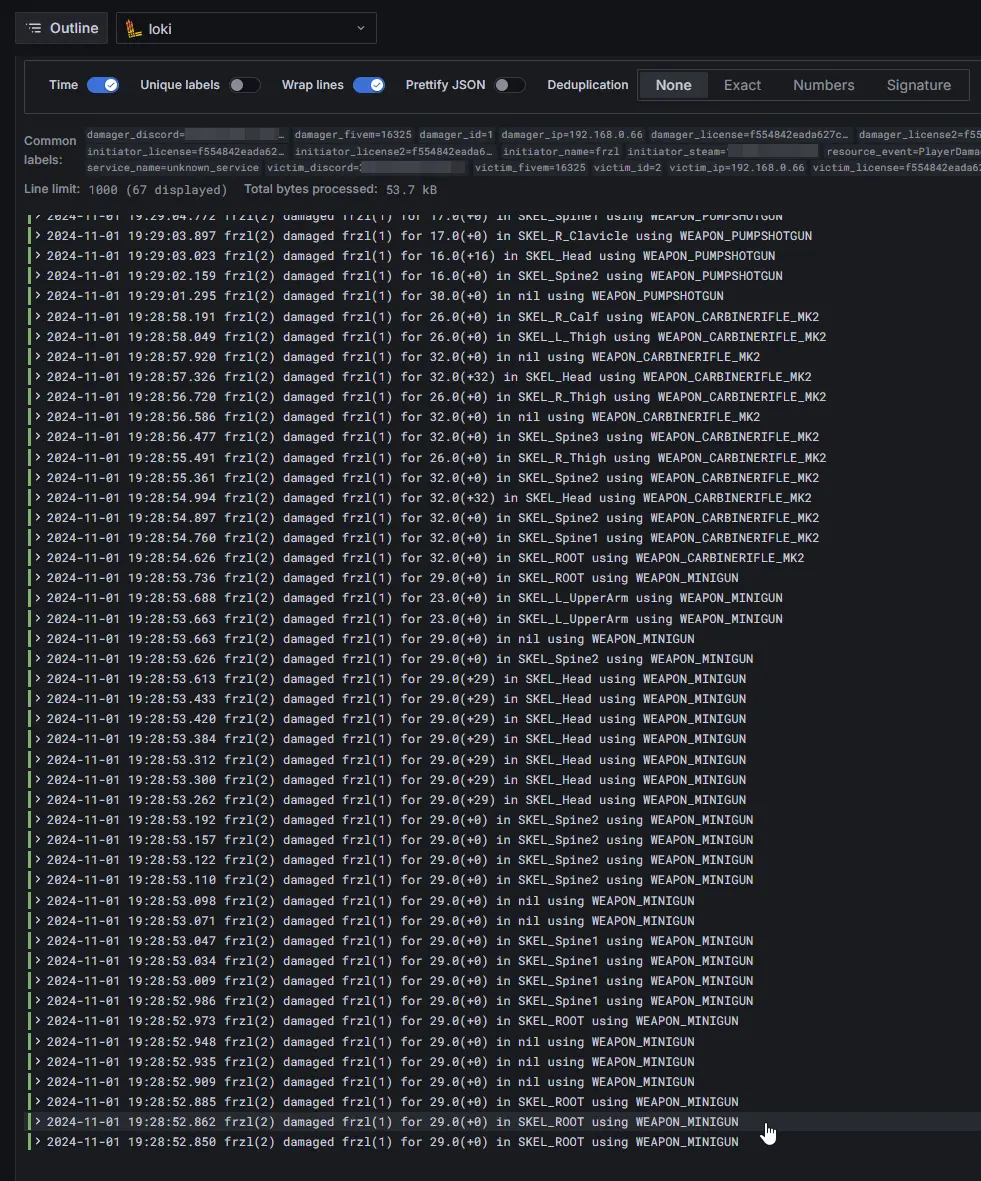 Outline loki
Time Unique labels Wrap lines Prettify JSON Deduplication None Exact Numbers Signature
Common labels:
damager_discord= damager_fivem=16325 damager_id=1 damager_ip=192.168.0.66 damager_license=f554842eada627c… damager_license2=f55
initiator_license=f554842eada62… initiator_license2=f554842eada6… initiator_name=frzl initiator_steam= resource_event=PlayerDama
service_name=unknown_service victim_discord= victim_fivem=16325 victim_id=2 victim_ip=192.168.0.66 victim_license=f554842eada62
Line limit: 1000 (67 displayed) Total bytes processed: 53.7 kB
2024-11-01 19:29:04.772 frzl(2) damaged frzl(1) for 17.0(+0) in SKEL_Spine1 using WEAPON_PUMPSHOTGUN
2024-11-01 19:29:03.897 frzl(2) damaged frzl(1) for 17.0(+0) in SKEL_R_Clavicle using WEAPON_PUMPSHOTGUN
2024-11-01 19:29:03.023 frzl(2) damaged frzl(1) for 16.0(+16) in SKEL_Head using WEAPON_PUMPSHOTGUN
2024-11-01 19:29:02.159 frzl(2) damaged frzl(1) for 16.0(+0) in SKEL_Spine2 using WEAPON_PUMPSHOTGUN
2024-11-01 19:29:01.295 frzl(2) damaged frzl(1) for 30.0(+0) in nil using WEAPON_PUMPSHOTGUN
2024-11-01 19:28:58.191 frzl(2) damaged frzl(1) for 26.0(+0) in SKEL_R_Calf using WEAPON_CARBINERIFLE_MK2
2024-11-01 19:28:58.049 frzl(2) damaged frzl(1) for 26.0(+0) in SKEL_L_Thigh using WEAPON_CARBINERIFLE_MK2
2024-11-01 19:28:57.920 frzl(2) damaged frzl(1) for 32.0(+0) in nil using WEAPON_CARBINERIFLE_MK2
2024-11-01 19:28:57.326 frzl(2) damaged frzl(1) for 32.0(+32) in SKEL_Head using WEAPON_CARBINERIFLE_MK2
2024-11-01 19:28:56.720 frzl(2) damaged frzl(1) for 26.0(+0) in SKEL_R_Thigh using WEAPON_CARBINERIFLE_MK2
2024-11-01 19:28:56.586 frzl(2) damaged frzl(1) for 32.0(+0) in nil using WEAPON_CARBINERIFLE_MK2
2024-11-01 19:28:56.477 frzl(2) damaged frzl(1) for 32.0(+0) in SKEL_Spine3 using WEAPON_CARBINERIFLE_MK2
2024-11-01 19:28:55.491 frzl(2) damaged frzl(1) for 26.0(+0) in SKEL_R_Thigh using WEAPON_CARBINERIFLE_MK2
2024-11-01 19:28:55.361 frzl(2) damaged frzl(1) for 32.0(+0) in SKEL_Spine2 using WEAPON_CARBINERIFLE_MK2
2024-11-01 19:28:54.994 frzl(2) damaged frzl(1) for 32.0(+32) in SKEL_Head using WEAPON_CARBINERIFLE_MK2
2024-11-01 19:28:54.897 frzl(2) damaged frzl(1) for 32.0(+0) in SKEL_Spine2 using WEAPON_CARBINERIFLE_MK2
2024-11-01 19:28:54.760 frzl(2) damaged frzl(1) for 32.0(+0) in SKEL_Spine1 using WEAPON_CARBINERIFLE_MK2
2024-11-01 19:28:54.626 frzl(2) damaged frzl(1) for 32.0(+0) in SKEL_ROOT using WEAPON_CARBINERIFLE_MK2
2024-11-01 19:28:53.736 frzl(2) damaged frzl(1) for 29.0(+0) in SKEL_ROOT using WEAPON_MINIGUN
2024-11-01 19:28:53.688 frzl(2) damaged frzl(1) for 23.0(+0) in SKEL_L_UpperArm using WEAPON_MINIGUN
2024-11-01 19:28:53.663 frzl(2) damaged frzl(1) for 23.0(+0) in SKEL_L_UpperArm using WEAPON_MINIGUN
2024-11-01 19:28:53.663 frzl(2) damaged frzl(1) for 29.0(+0) in nil using WEAPON_MINIGUN
2024-11-01 19:28:53.626 frzl(2) damaged frzl(1) for 29.0(+0) in SKEL_Spine2 using WEAPON_MINIGUN
2024-11-01 19:28:53.613 frzl(2) damaged frzl(1) for 29.0(+29) in SKEL_Head using WEAPON_MINIGUN
2024-11-01 19:28:53.433 frzl(2) damaged frzl(1) for 29.0(+29) in SKEL_Head using WEAPON_MINIGUN
2024-11-01 19:28:53.420 frzl(2) damaged frzl(1) for 29.0(+29) in SKEL_Head using WEAPON_MINIGUN
2024-11-01 19:28:53.384 frzl(2) damaged frzl(1) for 29.0(+29) in SKEL_Head using WEAPON_MINIGUN
2024-11-01 19:28:53.312 frzl(2) damaged frzl(1) for 29.0(+29) in SKEL_Head using WEAPON_MINIGUN
2024-11-01 19:28:53.300 frzl(2) damaged frzl(1) for 29.0(+29) in SKEL_Head using WEAPON_MINIGUN
2024-11-01 19:28:53.262 frzl(2) damaged frzl(1) for 29.0(+29) in SKEL_Head using WEAPON_MINIGUN
2024-11-01 19:28:53.192 frzl(2) damaged frzl(1) for 29.0(+0) in SKEL_Spine2 using WEAPON_MINIGUN
2024-11-01 19:28:53.157 frzl(2) damaged frzl(1) for 29.0(+0) in SKEL_Spine2 using WEAPON_MINIGUN
2024-11-01 19:28:53.122 frzl(2) damaged frzl(1) for 29.0(+0) in SKEL_Spine2 using WEAPON_MINIGUN
2024-11-01 19:28:53.110 frzl(2) damaged frzl(1) for 29.0(+0) in SKEL_Spine2 using WEAPON_MINIGUN
2024-11-01 19:28:53.098 frzl(2) damaged frzl(1) for 29.0(+0) in nil using WEAPON_MINIGUN
2024-11-01 19:28:53.071 frzl(2) damaged frzl(1) for 29.0(+0) in nil using WEAPON_MINIGUN
2024-11-01 19:28:53.047 frzl(2) damaged frzl(1) for 29.0(+0) in SKEL_Spine1 using WEAPON_MINIGUN
2024-11-01 19:28:53.034 frzl(2) damaged frzl(1) for 29.0(+0) in SKEL_Spine1 using WEAPON_MINIGUN
2024-11-01 19:28:53.009 frzl(2) damaged frzl(1) for 29.0(+0) in SKEL_Spine1 using WEAPON_MINIGUN
2024-11-01 19:28:52.986 frzl(2) damaged frzl(1) for 29.0(+0) in SKEL_Spine1 using WEAPON_MINIGUN
2024-11-01 19:28:52.973 frzl(2) damaged frzl(1) for 29.0(+0) in SKEL_ROOT using WEAPON_MINIGUN
2024-11-01 19:28:52.948 frzl(2) damaged frzl(1) for 29.0(+0) in nil using WEAPON_MINIGUN
2024-11-01 19:28:52.935 frzl(2) damaged frzl(1) for 29.0(+0) in nil using WEAPON_MINIGUN
2024-11-01 19:28:52.909 frzl(2) damaged frzl(1) for 29.0(+0) in nil using WEAPON_MINIGUN
2024-11-01 19:28:52.885 frzl(2) damaged frzl(1) for 29.0(+0) in SKEL_ROOT using WEAPON_MINIGUN
2024-11-01 19:28:52.862 frzl(2) damaged frzl(1) for 29.0(+0) in SKEL_ROOT using WEAPON_MINIGUN
2024-11-01 19:28:52.850 frzl(2) damaged frzl(1) for 29.0(+0) in SKEL_ROOT using WEAPON_MINIGUN